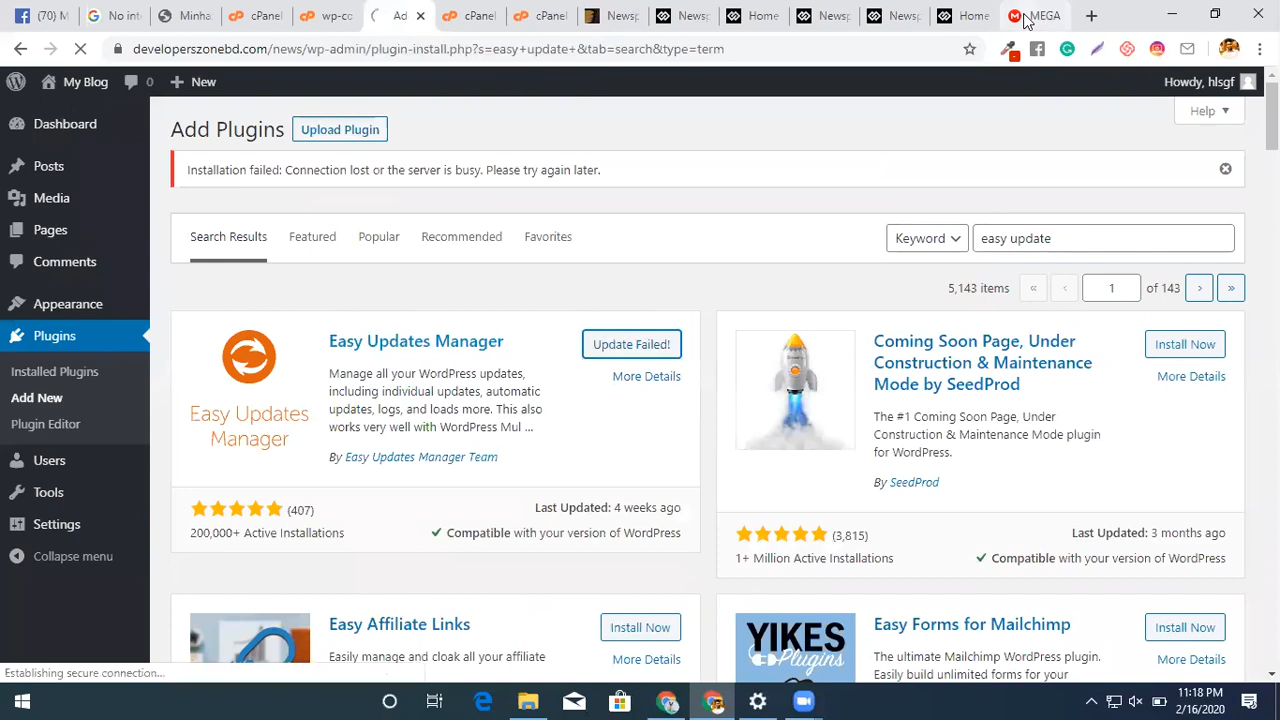 (70) M
No int
Minha
cPanel
wp-co
Ad
cPanel
cPanel
Newsp
Newsp
Home
Newsp
Newsp
Home
MEGA
developerszonebd.com/news/wp-admin/plugin-install.php?s=easy+update+&tab=search&type=term
My Blog
0
New
Howdy, hlsgf
Dashboard
Posts
Media
Pages
Comments
Appearance
Plugins
Installed Plugins
Add New
Plugin Editor
Users
Tools
Settings
Collapse menu
Help
Add Plugins
Upload Plugin
Installation failed: Connection lost or the server is busy. Please try again later.
Search Results
Featured
Popular
Recommended
Favorites
Keyword
easy update
5,143 items
«
‹
1
of 143
›
»
Easy Updates Manager
Easy Updates Manager
Update Failed!
More Details
Manage all your WordPress updates,
including individual updates, automatic
updates, logs, and loads more. This also
works very well with WordPress Mul ...
By Easy Updates Manager Team
(407)
Last Updated: 4 weeks ago
200,000+ Active Installations
Compatible with your version of WordPress
Coming Soon Page, Under
Construction & Maintenance
Mode by SeedProd
Install Now
More Details
The #1 Coming Soon Page, Under
Construction & Maintenance Mode plugin
for WordPress.
By SeedProd
(3,815)
Last Updated: 3 months ago
1+ Million Active Installations
Compatible with your version of WordPress
Easy Affiliate Links
Install Now
More Details
Easily manage and cloak all your affiliate
YIKES
Plugins
Easy Forms for Mailchimp
Install Now
More Details
The ultimate Mailchimp WordPress plugin.
Easily build unlimited forms for your
Establishing secure connection...
11:18 PM
2/16/2020